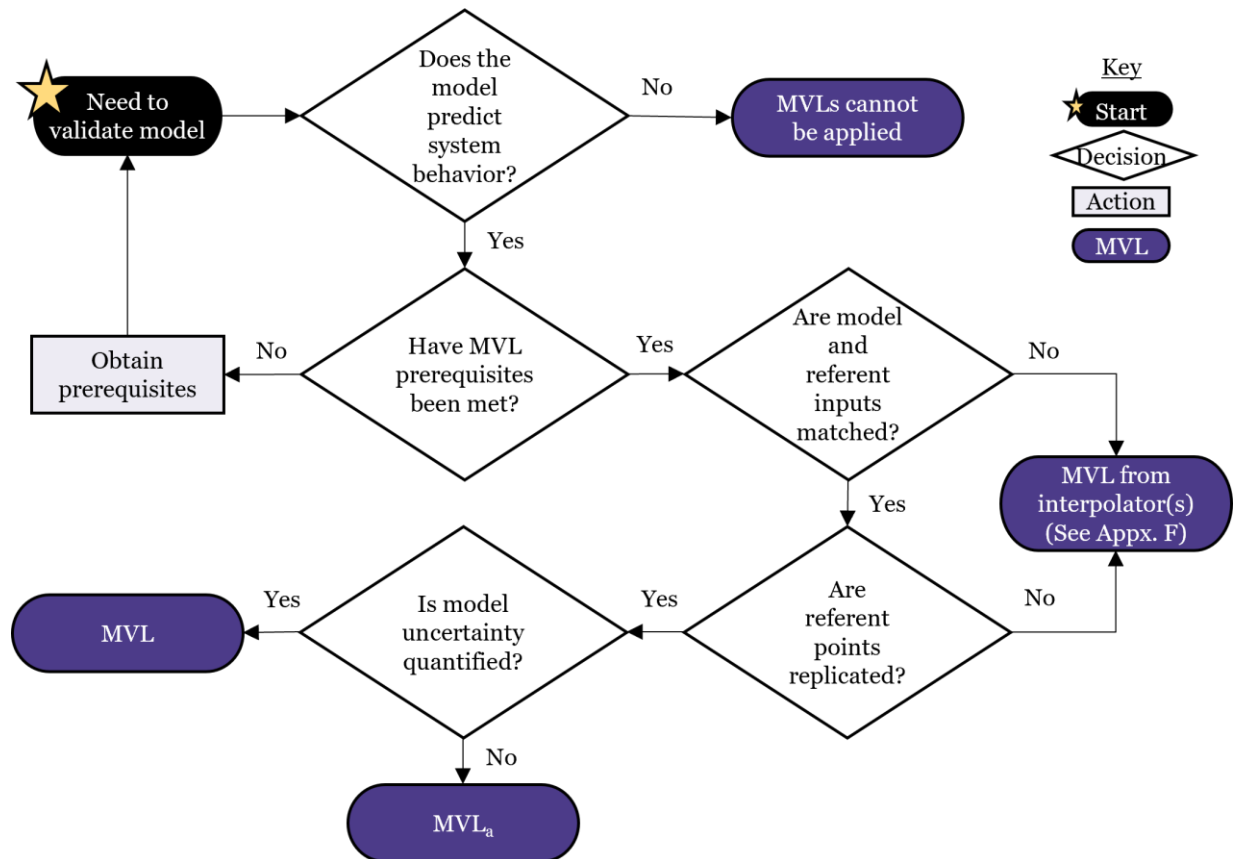 Need to
validate model
Does the
model
predict
system
behavior?
No
MVLs cannot
be applied
Key
Start
Decision
Action
MVL
Yes
Obtain
prerequisites
No
Have MVL
prerequisites
been met?
Yes
Are model
and
referent
inputs
matched?
No
MVL from
interpolator(s)
(See Appx. F)
Yes
MVL
Yes
Is model
uncertainty
quantified?
Yes
Are
referent
points
replicated?
No
No
MVLₐ